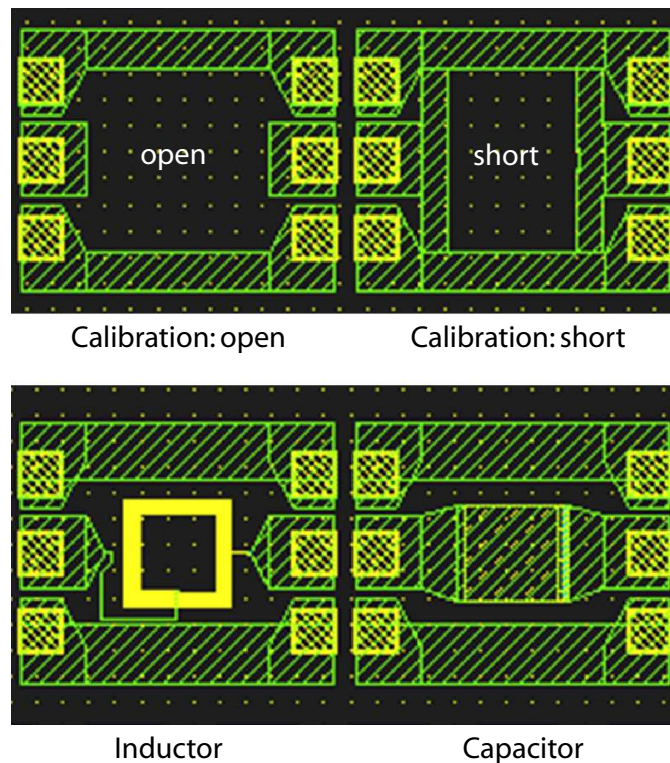 open
short
Calibration: open
Calibration: short
Inductor
Capacitor